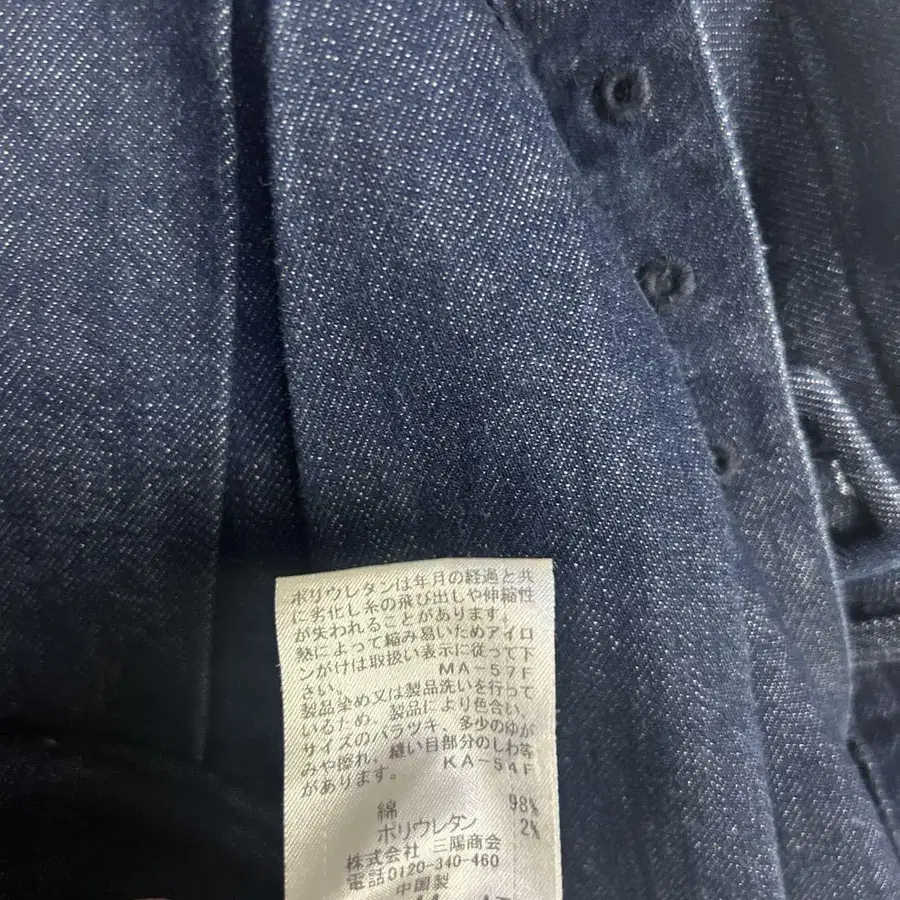 ポリウレタンは年月の経過と共
に劣化し糸の飛び出しや伸縮性
が失われることがあります。
熱によって縮み易いためアイロ
ンがけは取扱い表示に従って下
さい。 MA-57F
製品染め又は製品洗いを行って
いるため、製品により色合い、
サイズのバラツキ、多少のゆが
みや擦れ、縫い目部分のしわ等
があります。 KA-54F
綿 98%
ポリウレタン 2%
株式会社 三陽商会
電話0120-340-460
中国製